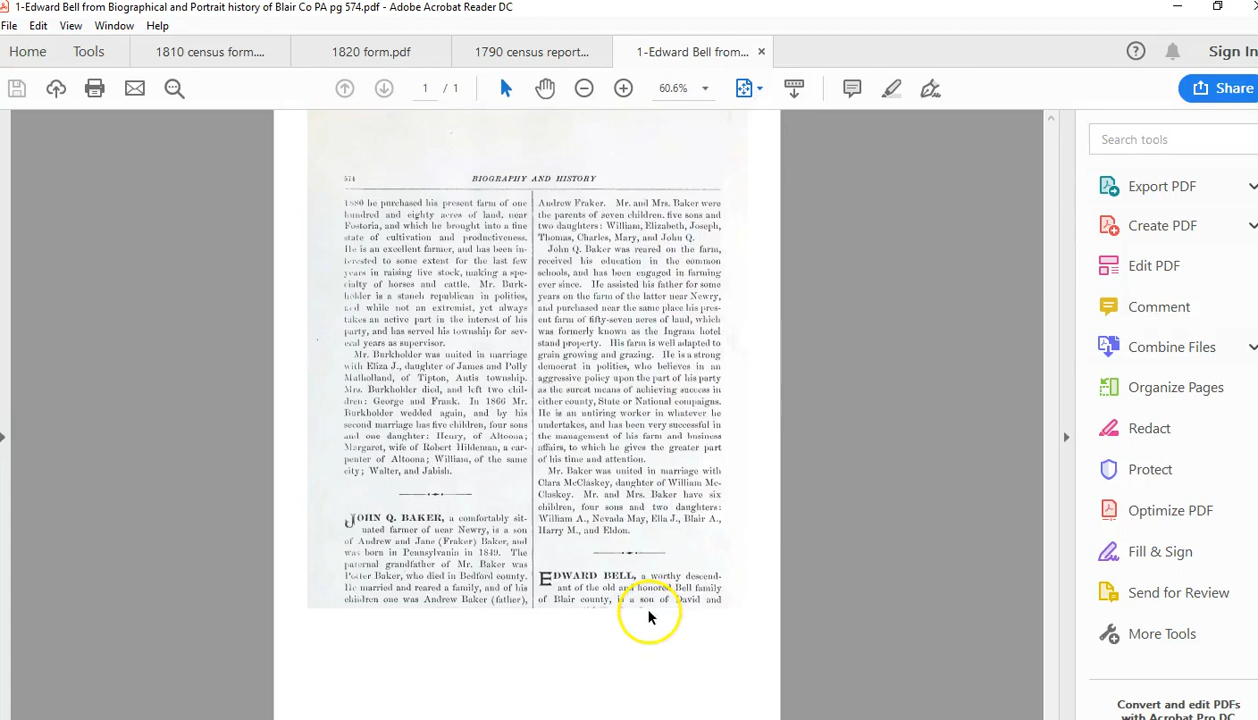 1-Edward Bell from Biographical and Portrait history of Blair Co PA pg 574.pdf - Adobe Acrobat Reader DC
File Edit View Window Help
Home Tools 1810 census form.... 1820 form.pdf 1790 census report... 1-Edward Bell from... Sign In
1 / 1 60.6% Share
Search tools
Export PDF
Create PDF
Edit PDF
Comment
Combine Files
Organize Pages
Redact
Protect
Optimize PDF
Fill & Sign
Send for Review
More Tools
Convert and edit PDFs
with Acrobat Pro DC
574 BIOGRAPHY AND HISTORY
1880 he purchased his present farm of one
hundred and eighty acres of land, near
Fostoria, and which he brought into a fine
state of cultivation and productiveness.
He is an excellent farmer, and has been in-
terested to some extent for the last few
years in raising live stock, making a spe-
cialty of horses and cattle. Mr. Burk-
holder is a stanch republican in politics,
and while not an extremist, yet always
takes an active part in the interest of his
party, and has served his township for sev-
eral years as supervisor.
Mr. Burkholder was united in marriage
with Eliza J., daughter of James and Polly
Mulholland, of Tipton, Antis township.
Mrs. Burkholder died, and left two chil-
dren: George and Frank. In 1866 Mr.
Burkholder wedded again, and by his
second marriage has five children, four sons
and one daughter: Henry, of Altoona;
Margaret, wife of Robert Hildeman, a car-
penter of Altoona; William, of the same
city; Walter, and Jabish.
JOHN Q. BAKER, a comfortably sit-
uated farmer of near Newry, is a son
of Andrew and Jane (Fraker) Baker, and
was born in Pennsylvania in 1849. The
paternal grandfather of Mr. Baker was
Potter Baker, who died in Bedford county.
He married and reared a family, and of his
children one was Andrew Baker (father),
Andrew Fraker. Mr. and Mrs. Baker were
the parents of seven children, five sons and
two daughters: William, Elizabeth, Joseph,
Thomas, Charles, Mary, and John Q.
John Q. Baker was reared on the farm,
received his education in the common
schools, and has been engaged in farming
ever since. He assisted his father for some
years on the farm of the latter near Newry,
and purchased near the same place his pres-
ent farm of fifty-seven acres of land, which
was formerly known as the Ingram hotel
stand property. His farm is well adapted to
grain growing and grazing. He is a strong
democrat in politics, who believes in an
aggressive policy upon the part of his party
as the surest means of achieving success in
either county, State or National campaigns.
He is an untiring worker in whatever he
undertakes, and has been very successful in
the management of his farm and business
affairs, to which he gives the greater part
of his time and attention.
Mr. Baker was united in marriage with
Clara McClaskey, daughter of William Mc-
Claskey. Mr. and Mrs. Baker have six
children, four sons and two daughters:
William A., Nevada May, Ella J., Blair A.,
Harry M., and Eldon.
EDWARD BELL, a worthy descend-
ant of the old and honored Bell family
of Blair county, is a son of David and